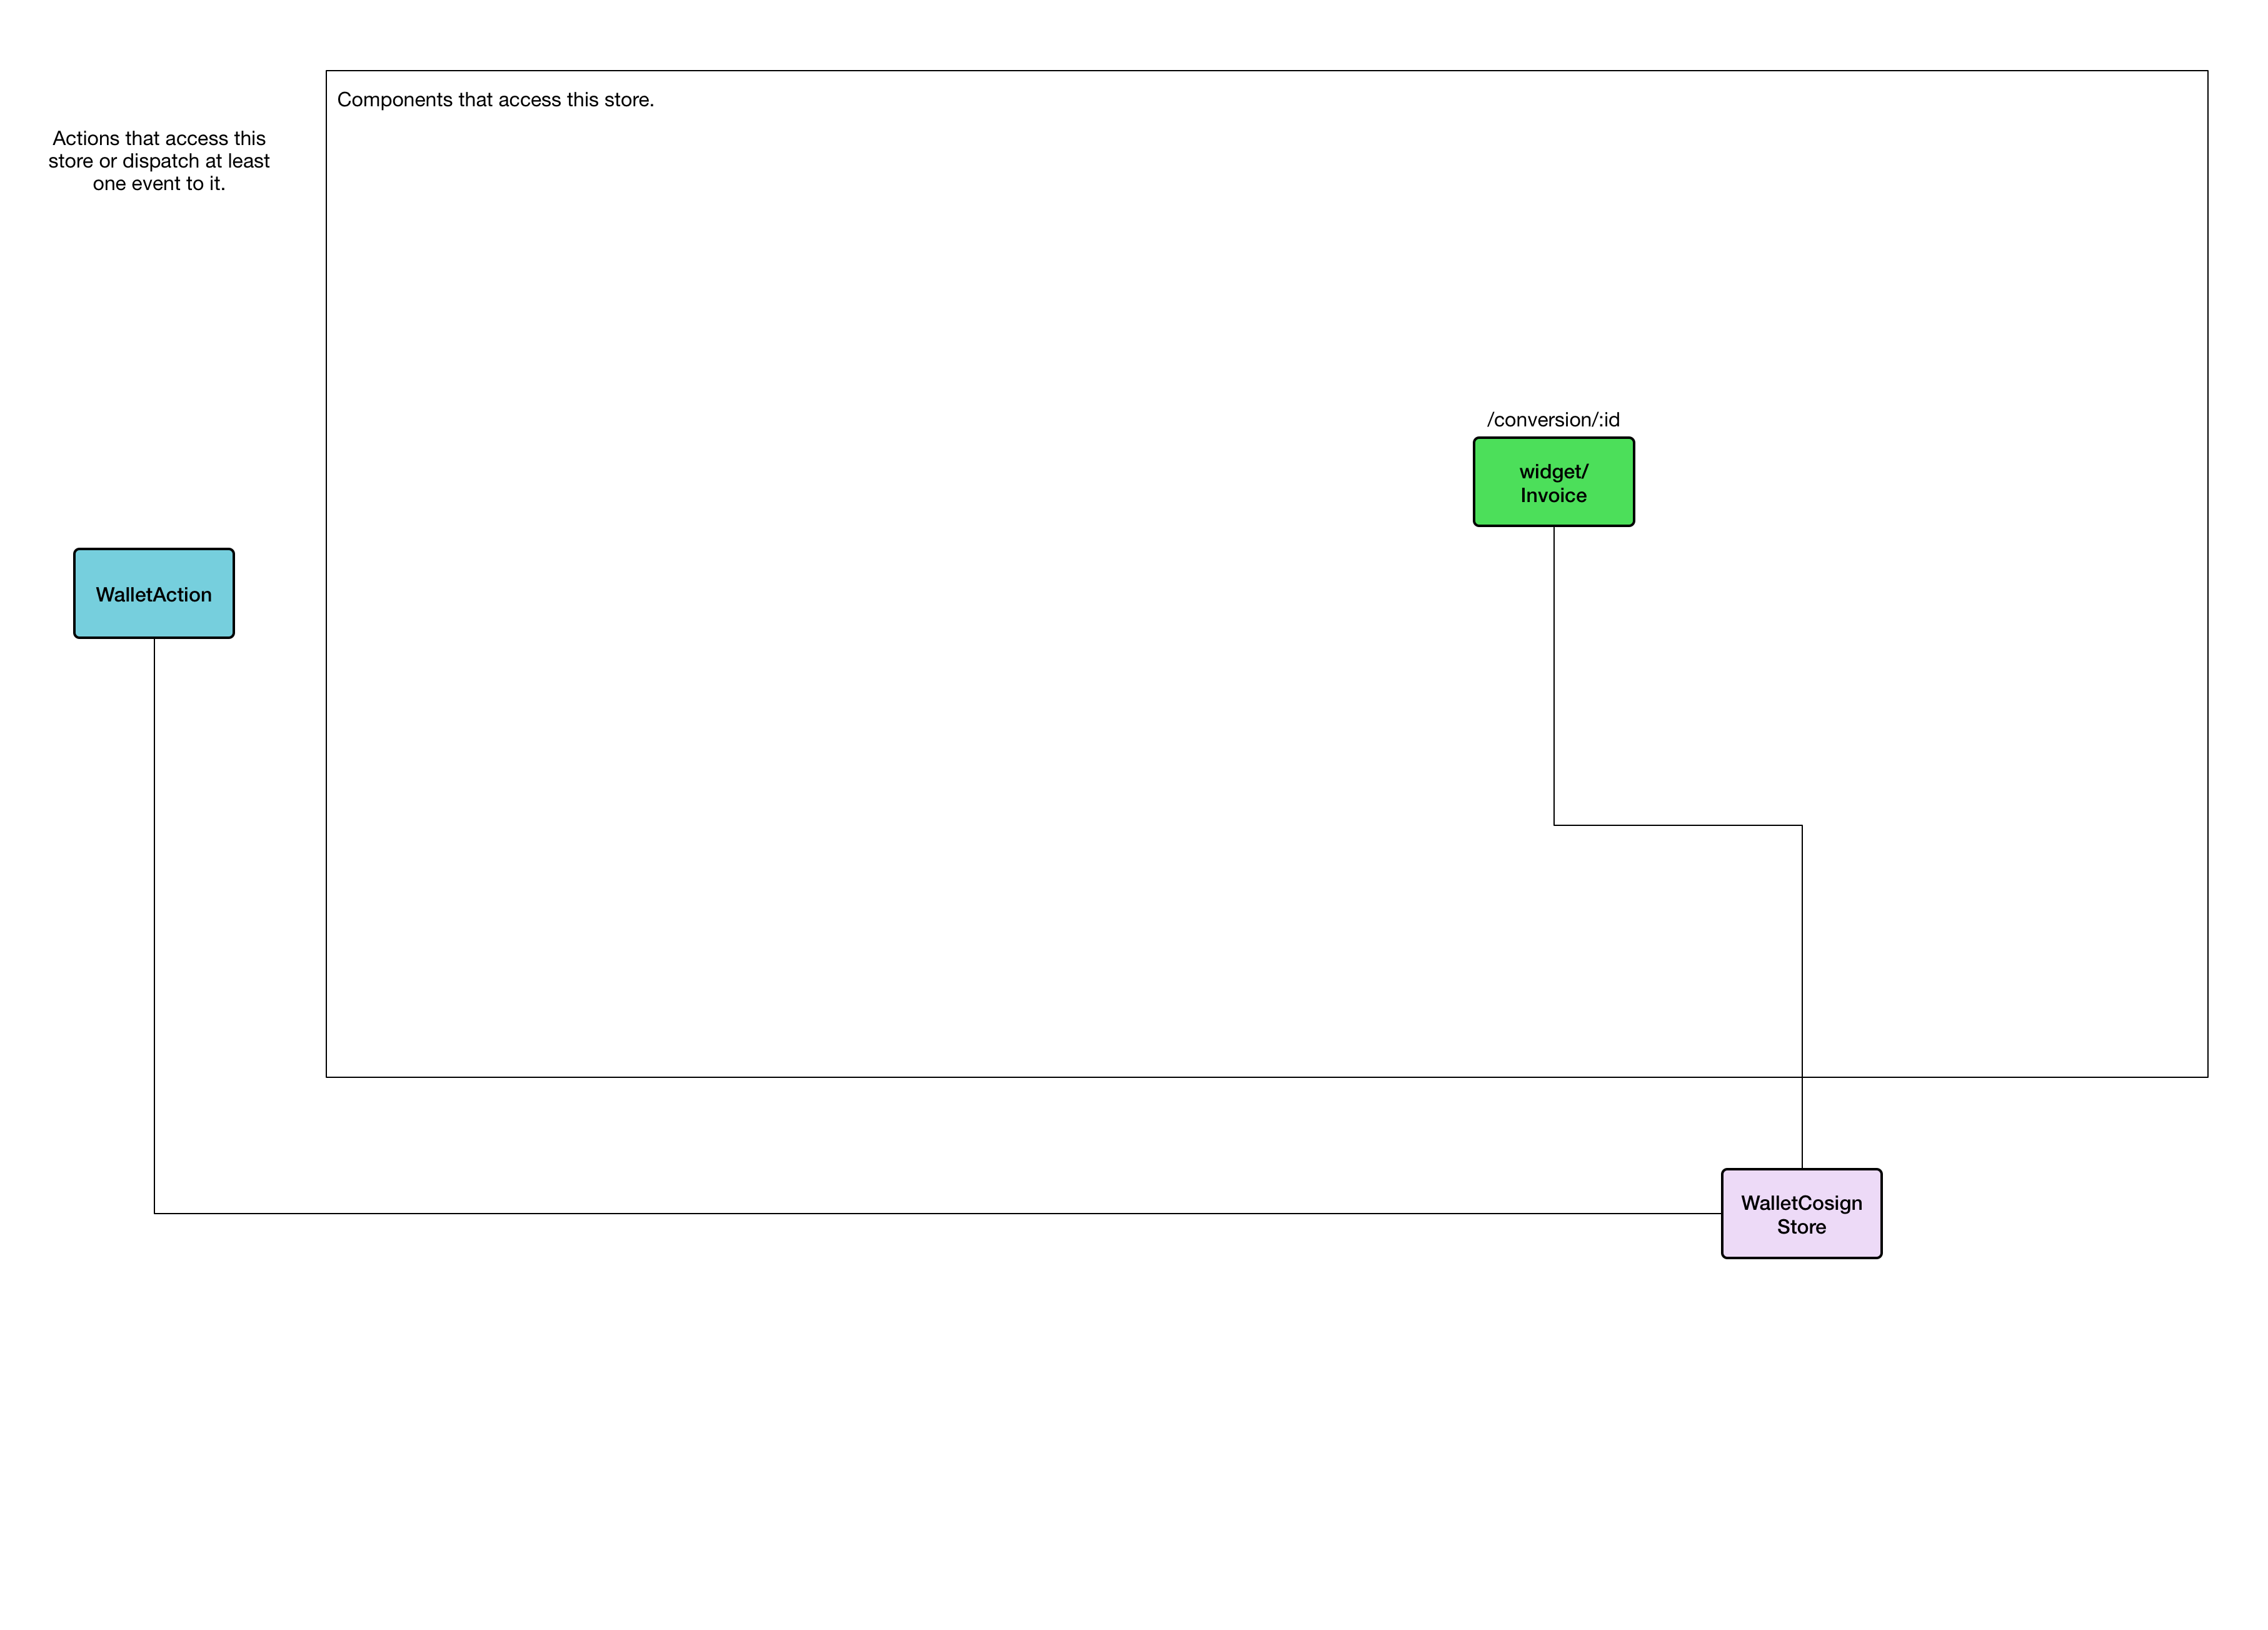 Components that access this store.
Actions that access this
store or dispatch at least
one event to it.
/conversion/:id
widget/
Invoice
WalletAction
WalletCosign
Store